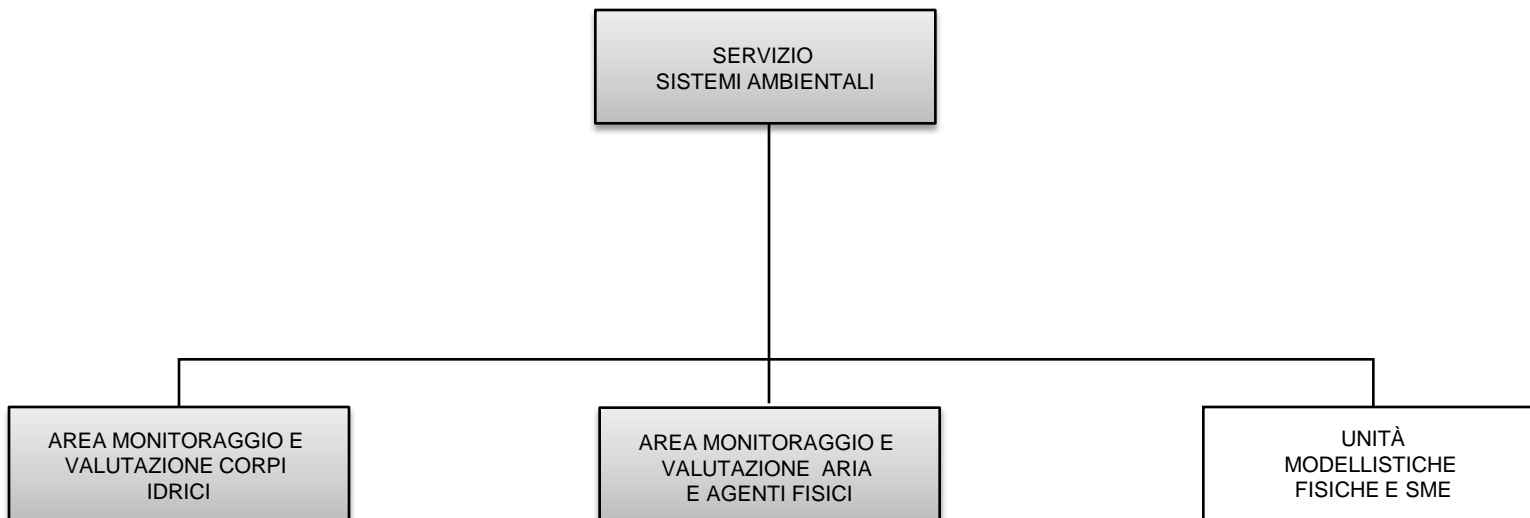 SERVIZIO
SISTEMI AMBIENTALI
AREA MONITORAGGIO E
VALUTAZIONE CORPI
IDRICI
AREA MONITORAGGIO E
VALUTAZIONE ARIA
E AGENTI FISICI
UNITÀ
MODELLISTICHE
FISICHE E SME